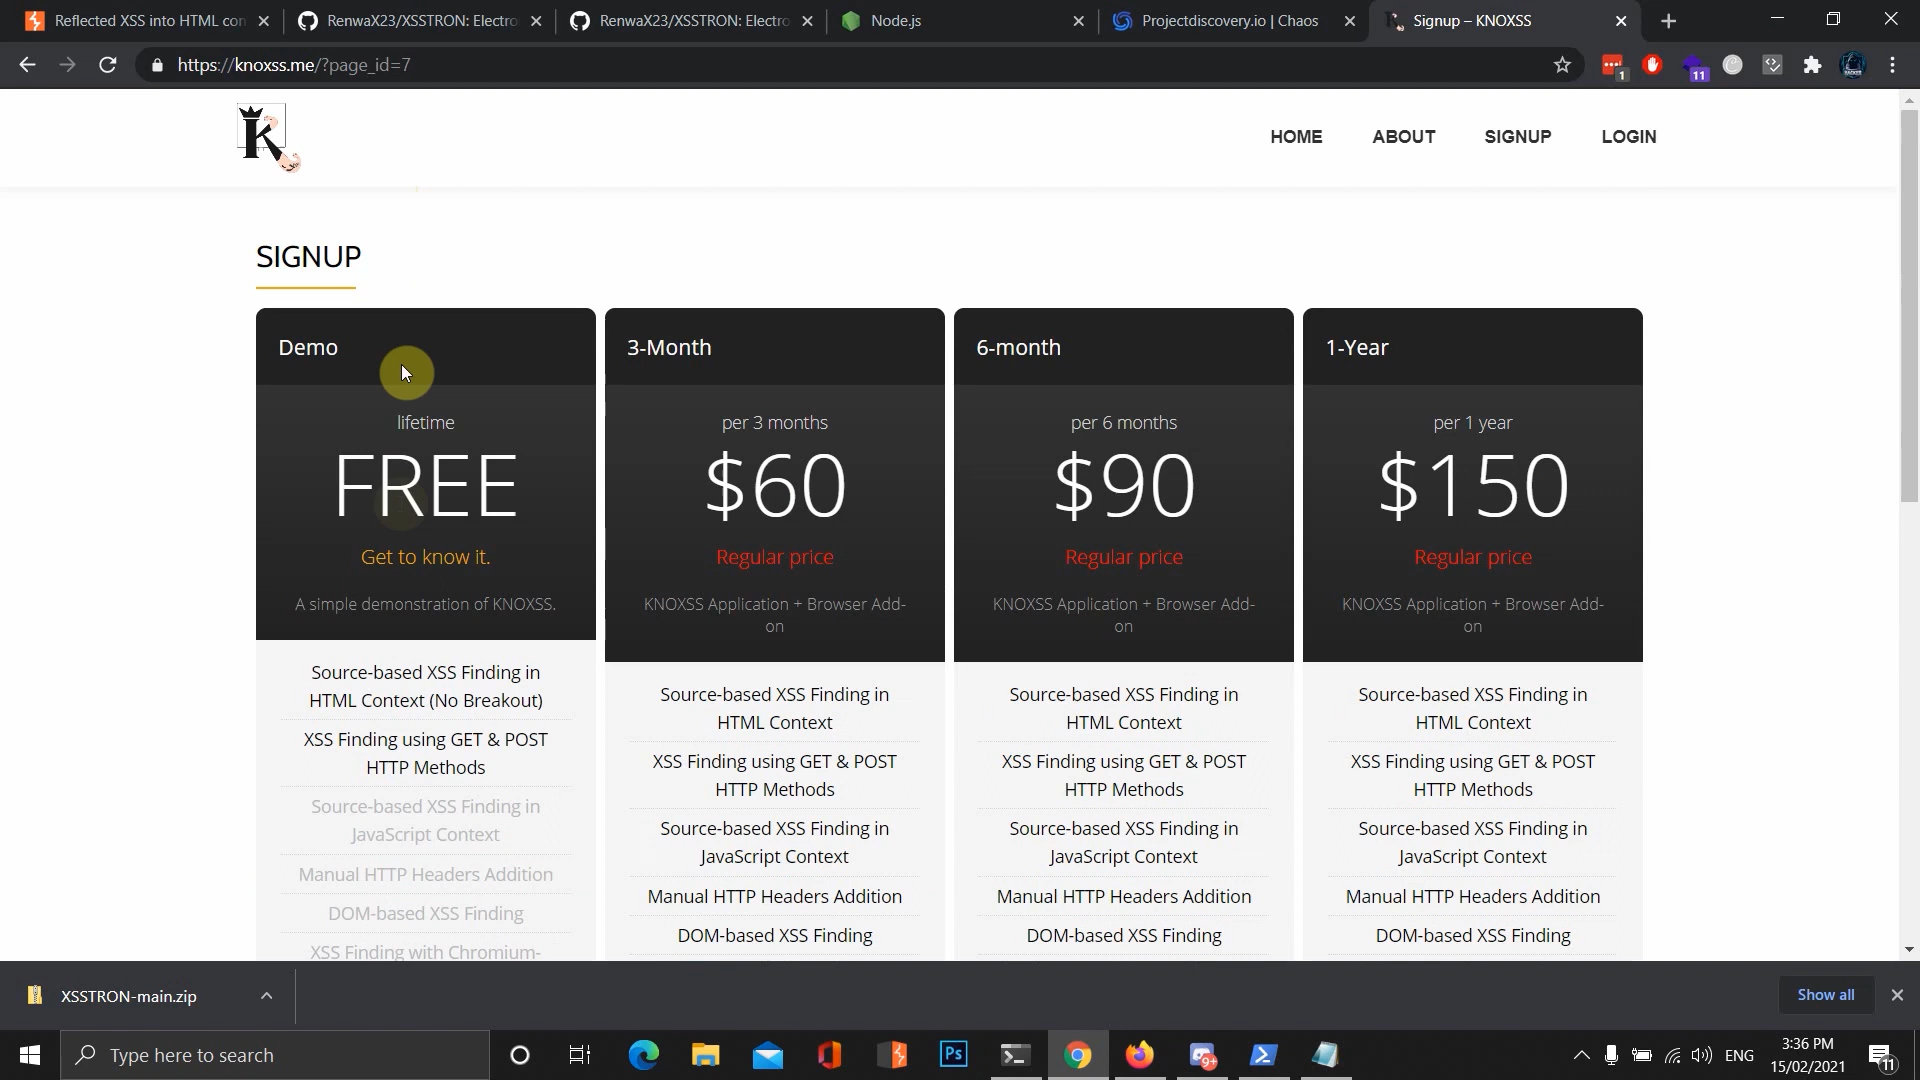 Reflected XSS into HTML con
RenwaX23/XSSTRON: Electro
RenwaX23/XSSTRON: Electro
Node.js
Projectdiscovery.io | Chaos
Signup – KNOXSS
https://knoxss.me/?page_id=7
1
11
K
HOME
ABOUT
SIGNUP
LOGIN
SIGNUP
Demo
lifetime
FREE
Get to know it.
A simple demonstration of KNOXSS.
Source-based XSS Finding in
HTML Context (No Breakout)
XSS Finding using GET & POST
HTTP Methods
Source-based XSS Finding in
JavaScript Context
Manual HTTP Headers Addition
DOM-based XSS Finding
XSS Finding with Chromium-
3-Month
per 3 months
$60
Regular price
KNOXSS Application + Browser Add-
on
Source-based XSS Finding in
HTML Context
XSS Finding using GET & POST
HTTP Methods
Source-based XSS Finding in
JavaScript Context
Manual HTTP Headers Addition
DOM-based XSS Finding
6-month
per 6 months
$90
Regular price
KNOXSS Application + Browser Add-
on
Source-based XSS Finding in
HTML Context
XSS Finding using GET & POST
HTTP Methods
Source-based XSS Finding in
JavaScript Context
Manual HTTP Headers Addition
DOM-based XSS Finding
1-Year
per 1 year
$150
Regular price
KNOXSS Application + Browser Add-
on
Source-based XSS Finding in
HTML Context
XSS Finding using GET & POST
HTTP Methods
Source-based XSS Finding in
JavaScript Context
Manual HTTP Headers Addition
DOM-based XSS Finding
XSSTRON-main.zip
Show all
Type here to search
Ps
9+
ENG
3:36 PM
15/02/2021
11